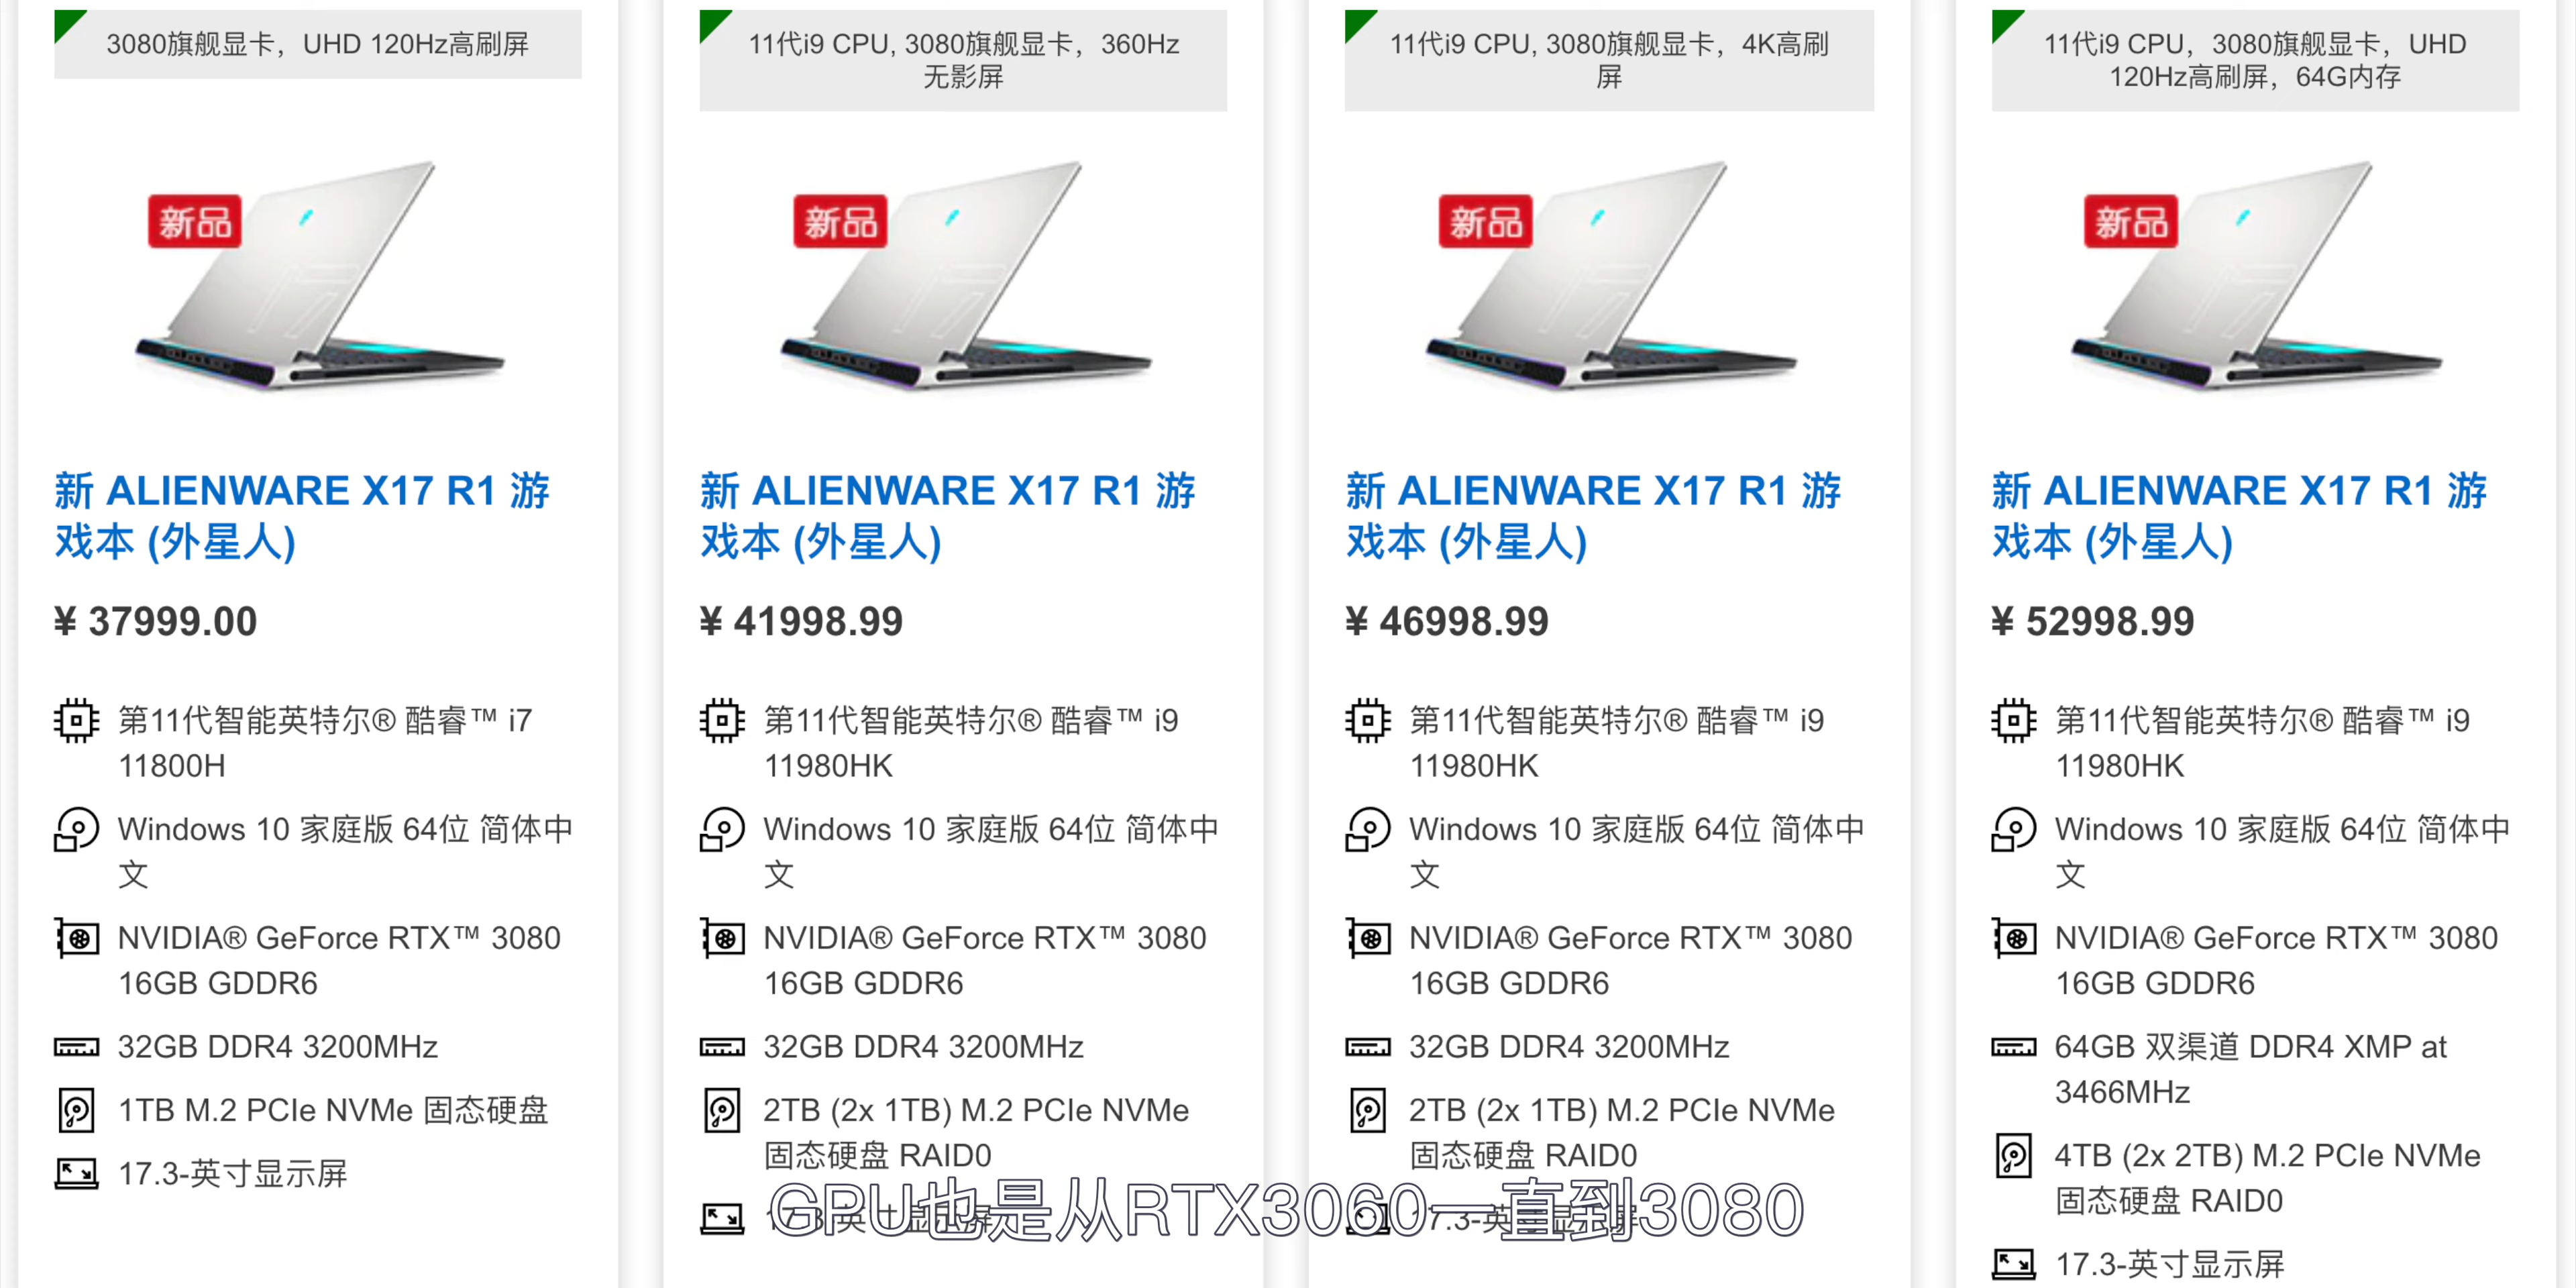 3080旗舰显卡，UHD 120Hz高刷屏
新品
新 ALIENWARE X17 R1 游
戏本 (外星人)
¥ 37999.00
第11代智能英特尔® 酷睿™ i7
11800H
Windows 10 家庭版 64位 简体中
文
NVIDIA® GeForce RTX™ 3080
16GB GDDR6
32GB DDR4 3200MHz
1TB M.2 PCIe NVMe 固态硬盘
17.3-英寸显示屏
11代i9 CPU, 3080旗舰显卡，360Hz
无影屏
新品
新 ALIENWARE X17 R1 游
戏本 (外星人)
¥ 41998.99
第11代智能英特尔® 酷睿™ i9
11980HK
Windows 10 家庭版 64位 简体中
文
NVIDIA® GeForce RTX™ 3080
16GB GDDR6
32GB DDR4 3200MHz
2TB (2x 1TB) M.2 PCIe NVMe
固态硬盘 RAID0
17.3-英寸显示屏
11代i9 CPU, 3080旗舰显卡，4K高刷
屏
新品
新 ALIENWARE X17 R1 游
戏本 (外星人)
¥ 46998.99
第11代智能英特尔® 酷睿™ i9
11980HK
Windows 10 家庭版 64位 简体中
文
NVIDIA® GeForce RTX™ 3080
16GB GDDR6
32GB DDR4 3200MHz
2TB (2x 1TB) M.2 PCIe NVMe
固态硬盘 RAID0
17.3-英寸显示屏
11代i9 CPU，3080旗舰显卡，UHD
120Hz高刷屏，64G内存
新品
新 ALIENWARE X17 R1 游
戏本 (外星人)
¥ 52998.99
第11代智能英特尔® 酷睿™ i9
11980HK
Windows 10 家庭版 64位 简体中
文
NVIDIA® GeForce RTX™ 3080
16GB GDDR6
64GB 双渠道 DDR4 XMP at
3466MHz
4TB (2x 2TB) M.2 PCIe NVMe
固态硬盘 RAID0
17.3-英寸显示屏
GPU也是从RTX3060一直到3080